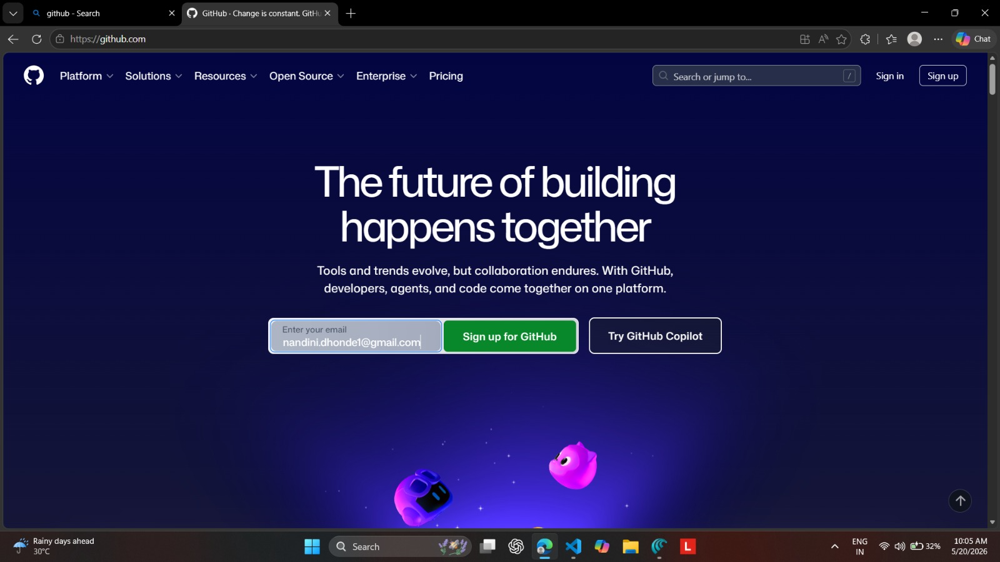 github - Search
GitHub · Change is constant. GitHu
https://github.com
Chat
Platform
Solutions
Resources
Open Source
Enterprise
Pricing
Search or jump to...
/
Sign in
Sign up
The future of building
happens together
Tools and trends evolve, but collaboration endures. With GitHub,
developers, agents, and code come together on one platform.
Enter your email
nandini.dhonde1@gmail.com
Sign up for GitHub
Try GitHub Copilot
Rainy days ahead
30°C
Search
L
ENG
IN
32%
10:05 AM
5/20/2026